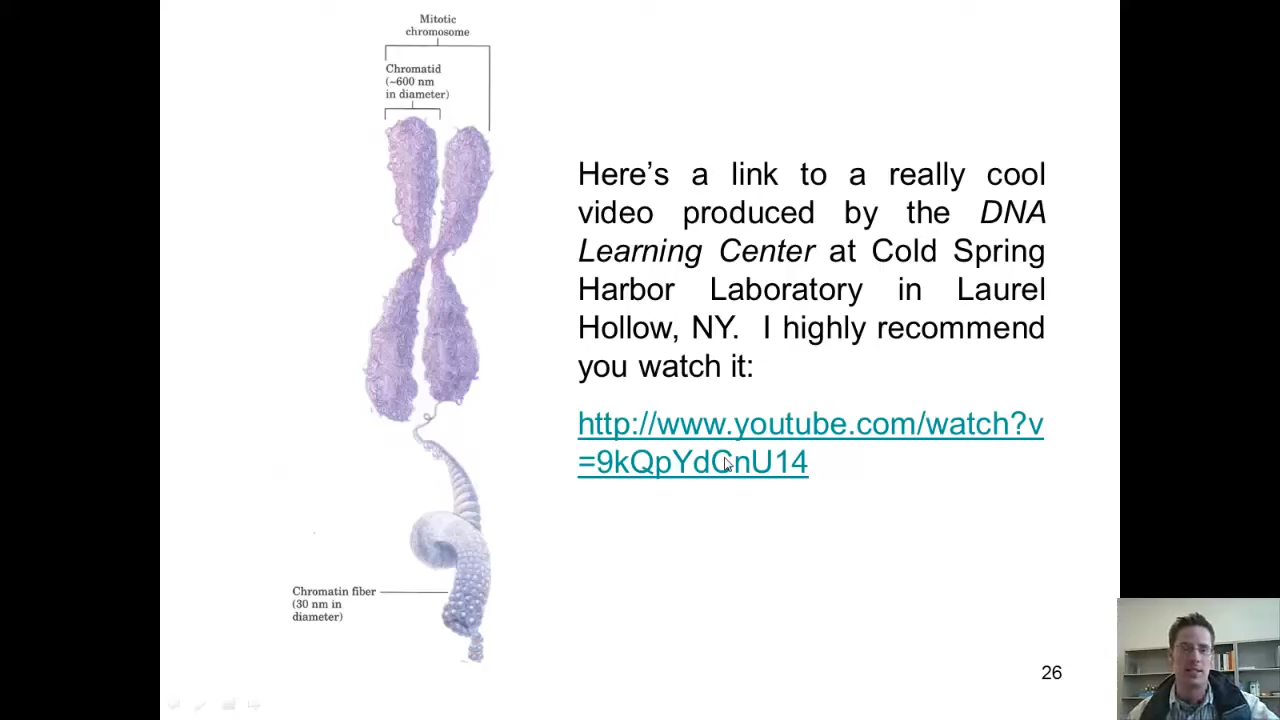 Mitotic
chromosome
Chromatid
(~600 nm
in diameter)
Here’s a link to a really cool
video produced by the DNA
Learning Center at Cold Spring
Harbor Laboratory in Laurel
Hollow, NY. I highly recommend
you watch it:
http://www.youtube.com/watch?v
=9kQpYdCnU14
Chromatin fiber
(30 nm in
diameter)
26